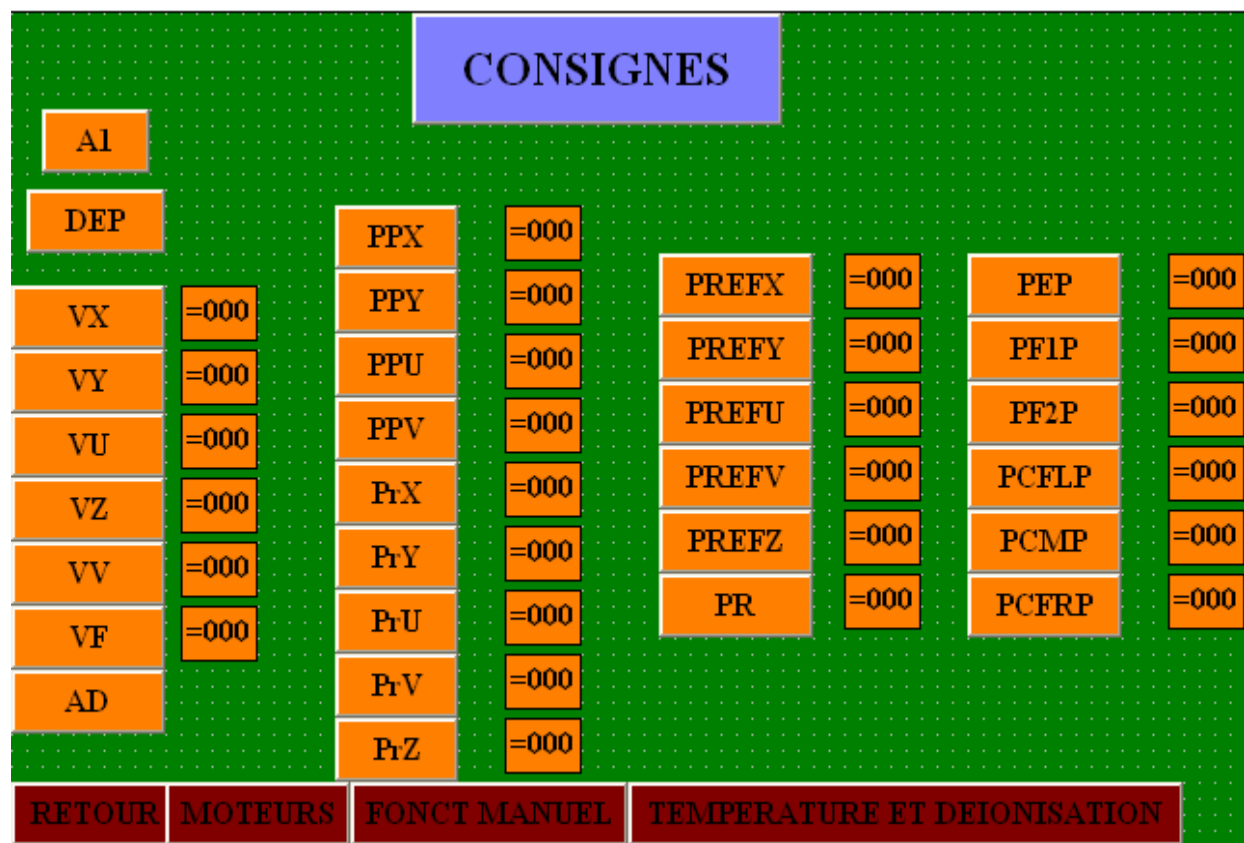 CONSIGNES
A1
DEP
VX =000
VY =000
VU =000
VZ =000
VV =000
VF =000
AD
PPX =000
PPY =000
PPU =000
PPV =000
PrX =000
PrY =000
PrU =000
PrV =000
PrZ =000
PREFX =000
PREFY =000
PREFU =000
PREFV =000
PREFZ =000
PR =000
PEP =000
PF1P =000
PF2P =000
PCFLP =000
PCMP =000
PCFRP =000
RETOUR MOTEURS FONCT MANUEL TEMPERATURE ET DEIONISATION